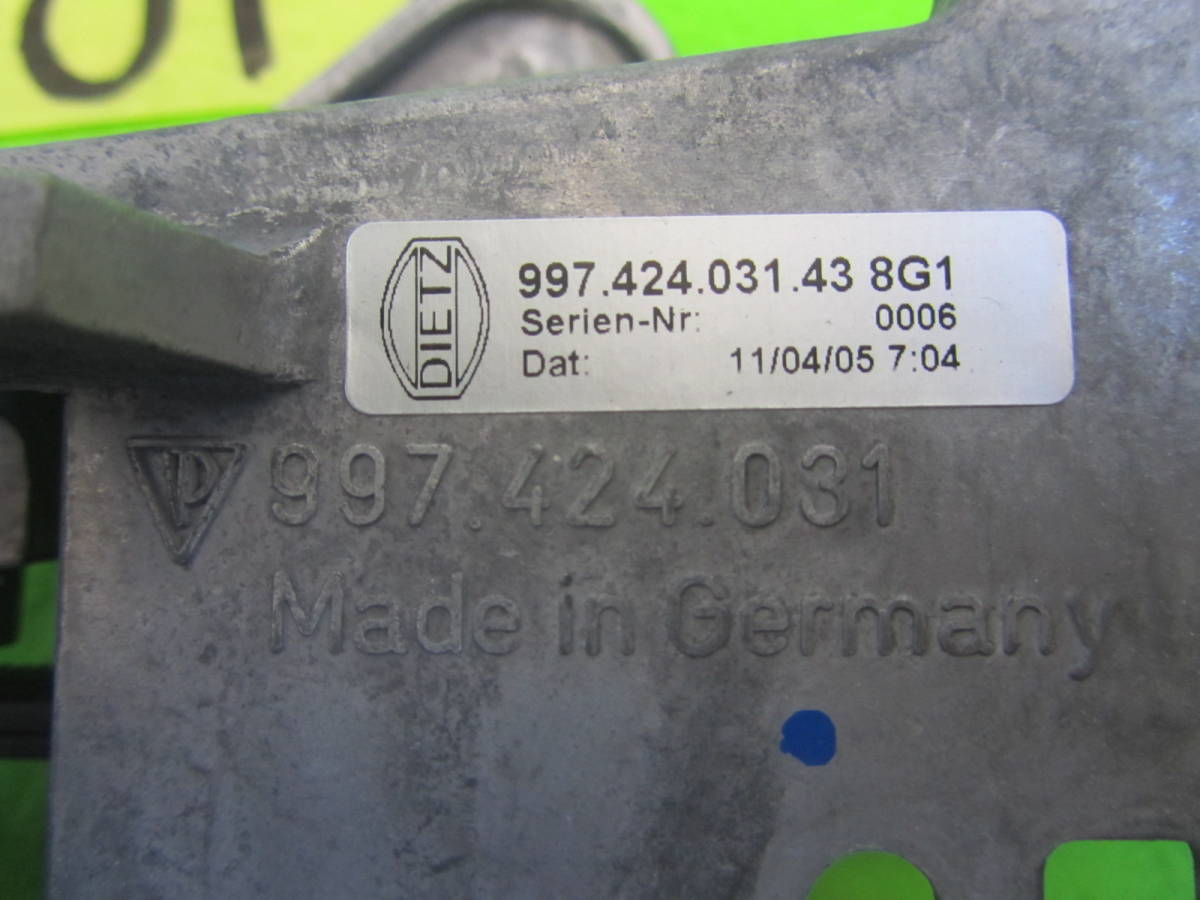 DIETZ
997.424.031.43 8G1
Serien-Nr: 0006
Dat: 11/04/05 7:04
P 997.424.031
Made in Germany